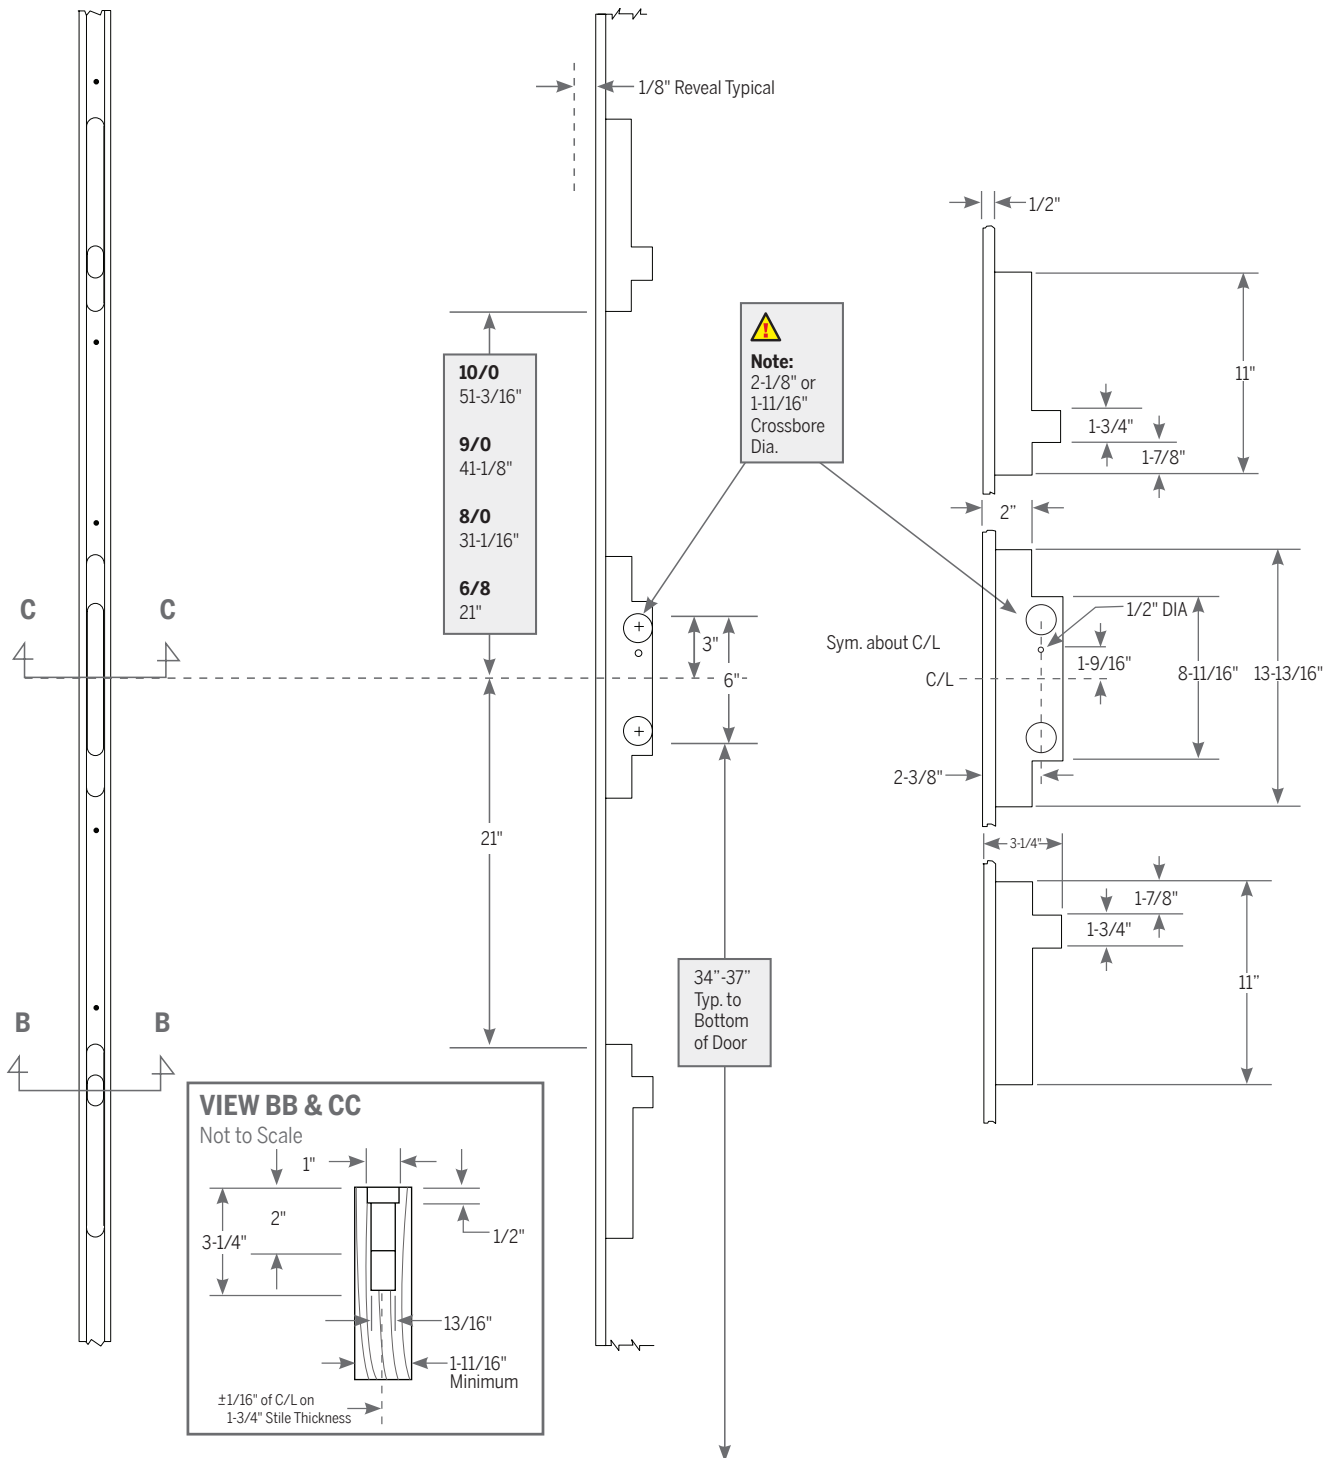 1/8" Reveal Typical
1/2"
10/0
51-3/16"
9/0
41-1/8"
8/0
31-1/16"
6/8
21"
!
Note:
2-1/8" or
1-11/16"
Crossbore
Dia.
11"
1-3/4"
1-7/8"
2”
C
C
3"
6"
Sym. about C/L
C/L
1/2" DIA
1-9/16"
8-11/16"
13-13/16"
2-3/8"
21"
3-1/4"
1-7/8"
1-3/4"
11”
34”-37”
Typ. to
Bottom
of Door
B
B
VIEW BB & CC
Not to Scale
1"
2"
3-1/4"
1/2"
13/16"
1-11/16"
Minimum
±1/16" of C/L on
1-3/4" Stile Thickness